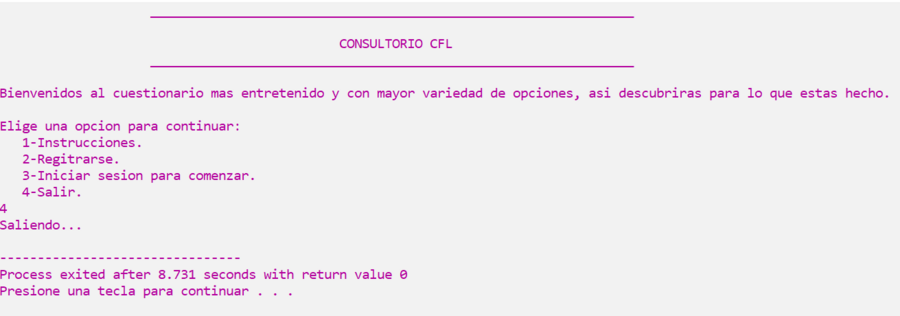 CONSULTORIO CFL
Bienvenidos al cuestionario mas entretenido y con mayor variedad de opciones, asi descubriras para lo que estas hecho.
Elige una opcion para continuar:
1-Instrucciones.
2-Regitrarse.
3-Iniciar sesion para comenzar.
4-Salir.
4
Saliendo...
--------------------------------
Process exited after 8.731 seconds with return value 0
Presione una tecla para continuar . . .